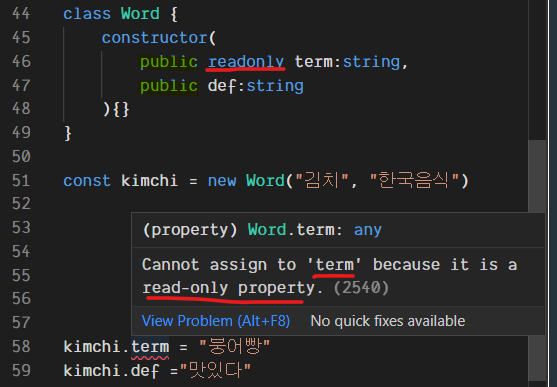 44 class Word {
45 constructor(
46 public readonly term:string,
47 public def:string
48 ){}
49 }
50
51 const kimchi = new Word("김치", "한국음식")
52
53 (property) Word.term: any
54 Cannot assign to 'term' because it is a
55 read-only property. (2540)
56
57 View Problem (Alt+F8) No quick fixes available
58 kimchi.term = "붕어빵"
59 kimchi.def ="맛있다"